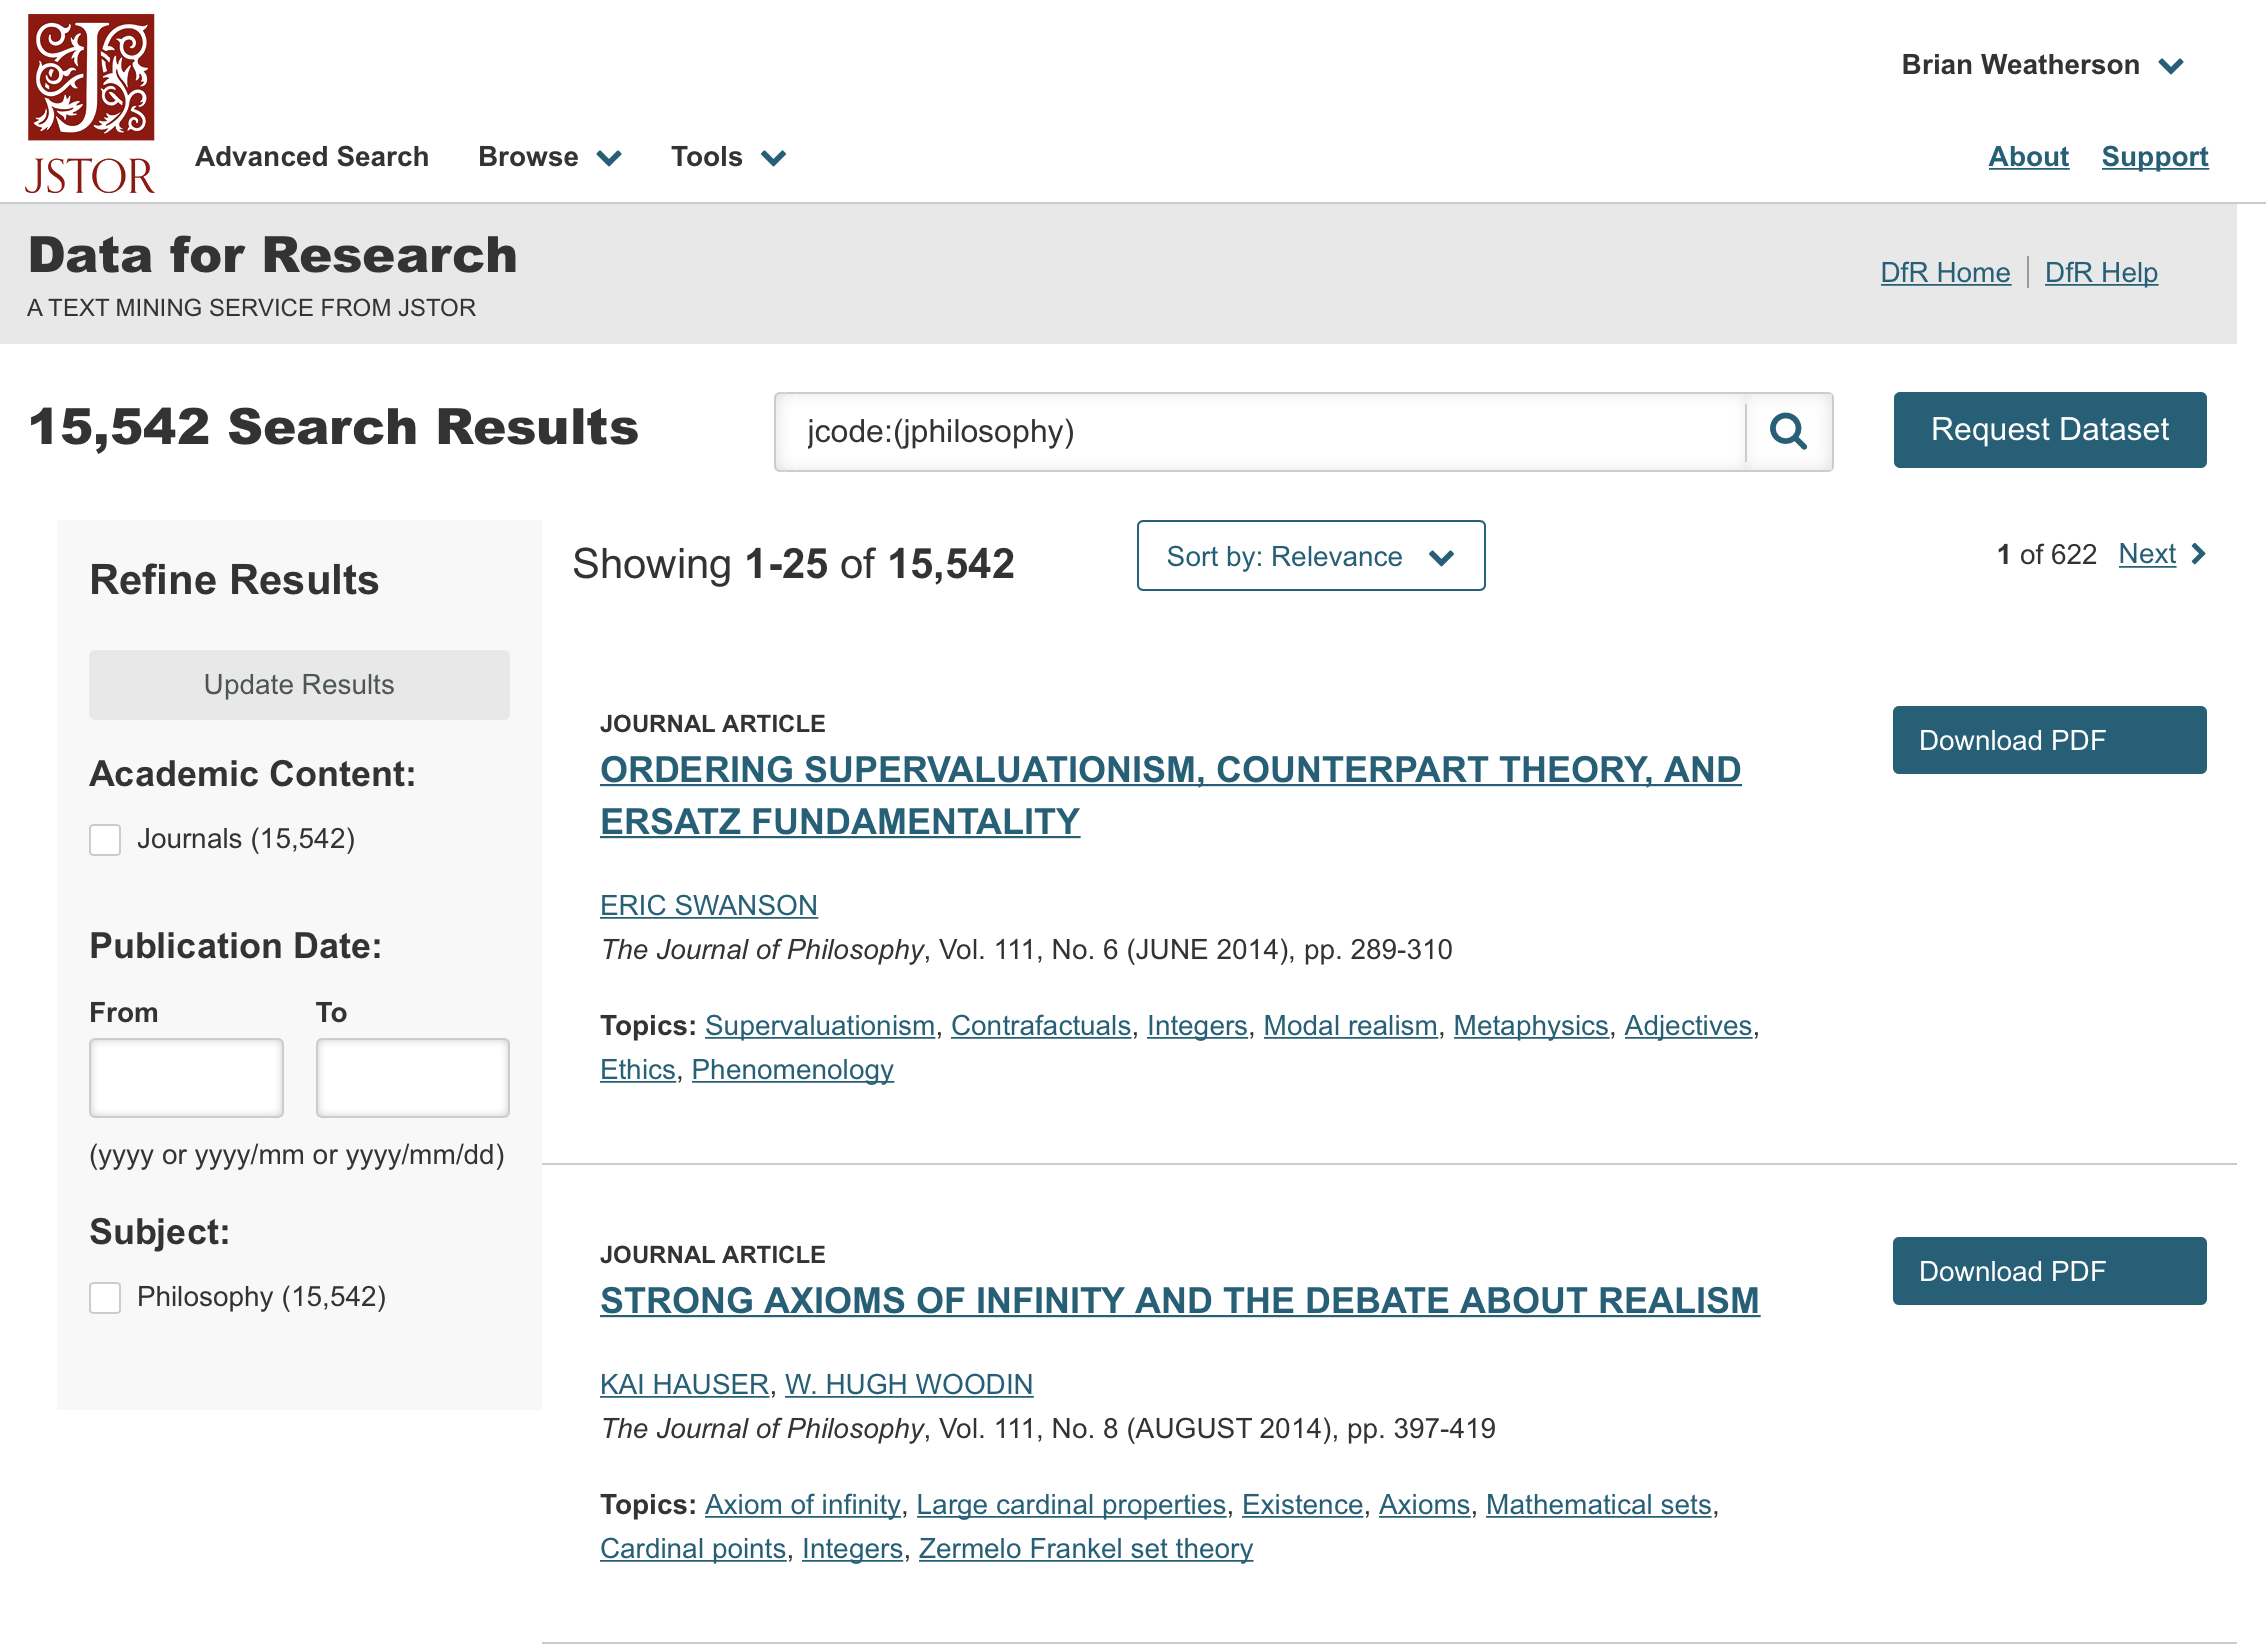 Brian Weatherson
JSTOR
Advanced Search Browse Tools About Support
Data for Research
A TEXT MINING SERVICE FROM JSTOR
DfR Home DfR Help
15,542 Search Results
jcode:(jphilosophy)
Request Dataset
Refine Results
Update Results
Academic Content:
Journals (15,542)
Publication Date:
From To
(yyyy or yyyy/mm or yyyy/mm/dd)
Subject:
Philosophy (15,542)
Showing 1-25 of 15,542
Sort by: Relevance
1 of 622 Next
JOURNAL ARTICLE
ORDERING SUPERVALUATIONISM, COUNTERPART THEORY, AND
ERSATZ FUNDAMENTALITY
Download PDF
ERIC SWANSON
The Journal of Philosophy, Vol. 111, No. 6 (JUNE 2014), pp. 289-310
Topics: Supervaluationism, Contrafactuals, Integers, Modal realism, Metaphysics, Adjectives,
Ethics, Phenomenology
JOURNAL ARTICLE
STRONG AXIOMS OF INFINITY AND THE DEBATE ABOUT REALISM
Download PDF
KAI HAUSER, W. HUGH WOODIN
The Journal of Philosophy, Vol. 111, No. 8 (AUGUST 2014), pp. 397-419
Topics: Axiom of infinity, Large cardinal properties, Existence, Axioms, Mathematical sets,
Cardinal points, Integers, Zermelo Frankel set theory